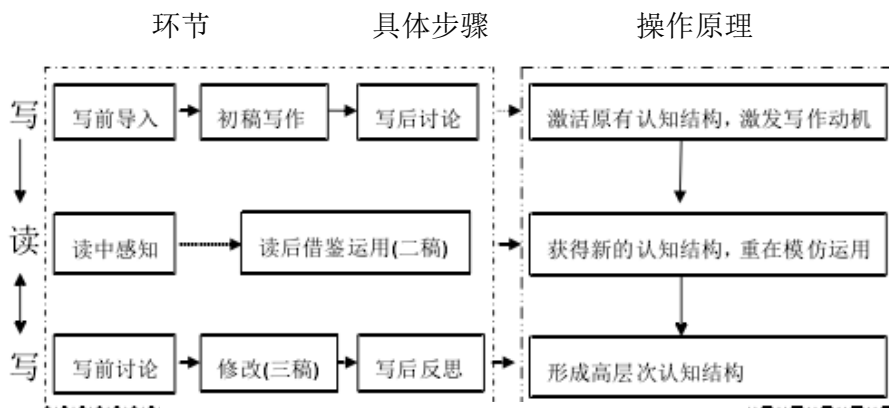 环节 具体步骤 操作原理
写 写前导入 初稿写作 写后讨论 激活原有认知结构，激发写作动机
读 读中感知 读后借鉴运用(二稿) 获得新的认知结构，重在模仿运用
写 写前讨论 修改(三稿) 写后反思 形成高层次认知结构